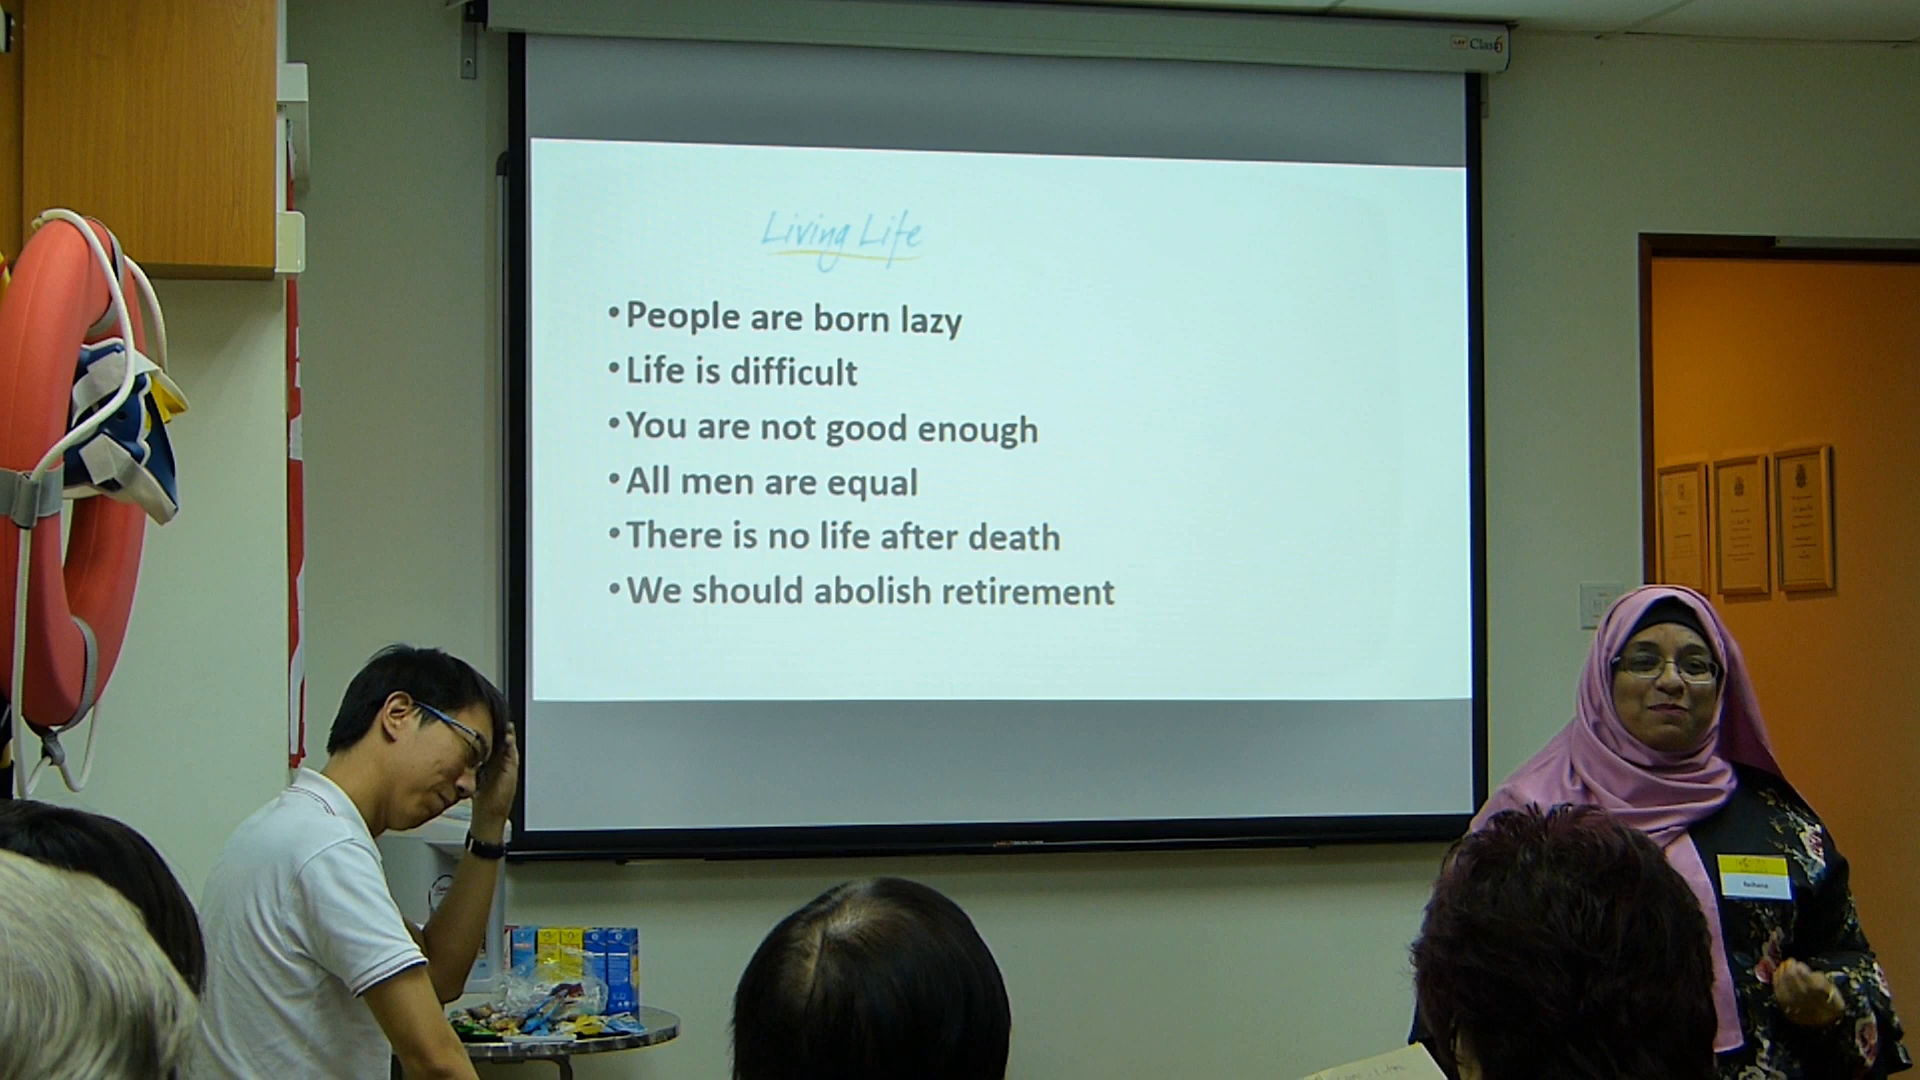 Class6
Living Life
•People are born lazy
•Life is difficult
•You are not good enough
•All men are equal
•There is no life after death
•We should abolish retirement